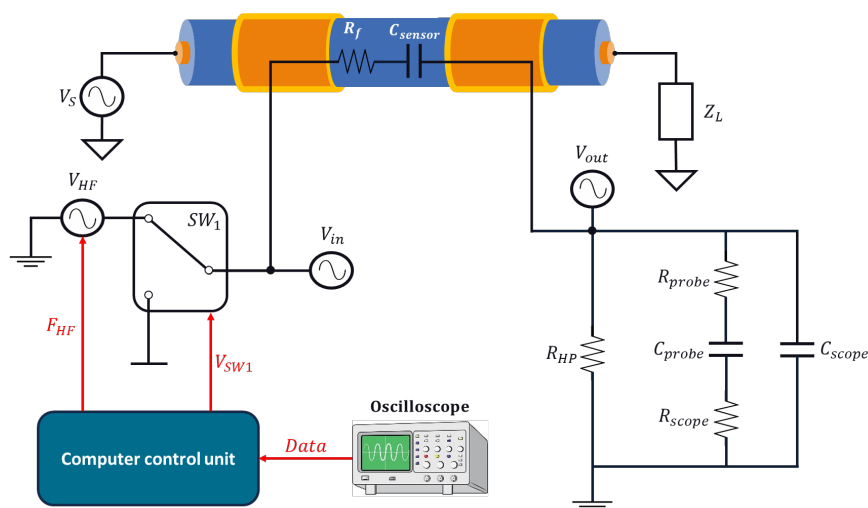 R_f
C_sensor
V_S
Z_L
V_out
V_HF
SW_1
V_in
R_probe
F_HF
R_HP
C_probe
C_scope
V_SW1
R_scope
Oscilloscope
Computer control unit
Data